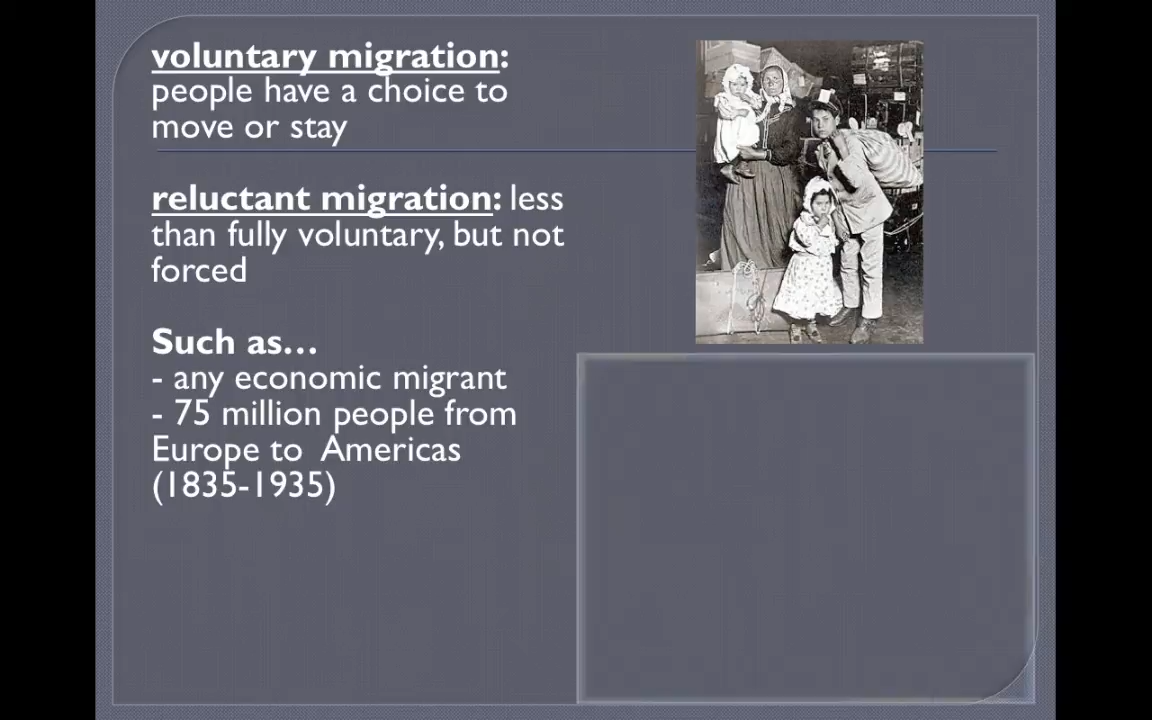 voluntary migration:
people have a choice to
move or stay
reluctant migration: less
than fully voluntary, but not
forced
Such as…
- any economic migrant
- 75 million people from
Europe to  Americas
(1835-1935)